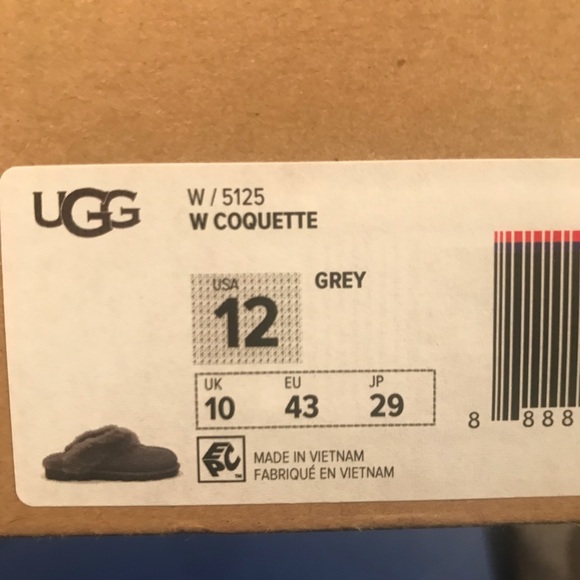 UGG
W / 5125
W COQUETTE
USA
12
GREY
UK EU JP
10 43 29
EPC™
MADE IN VIETNAM
FABRIQUÉ EN VIETNAM
8 888